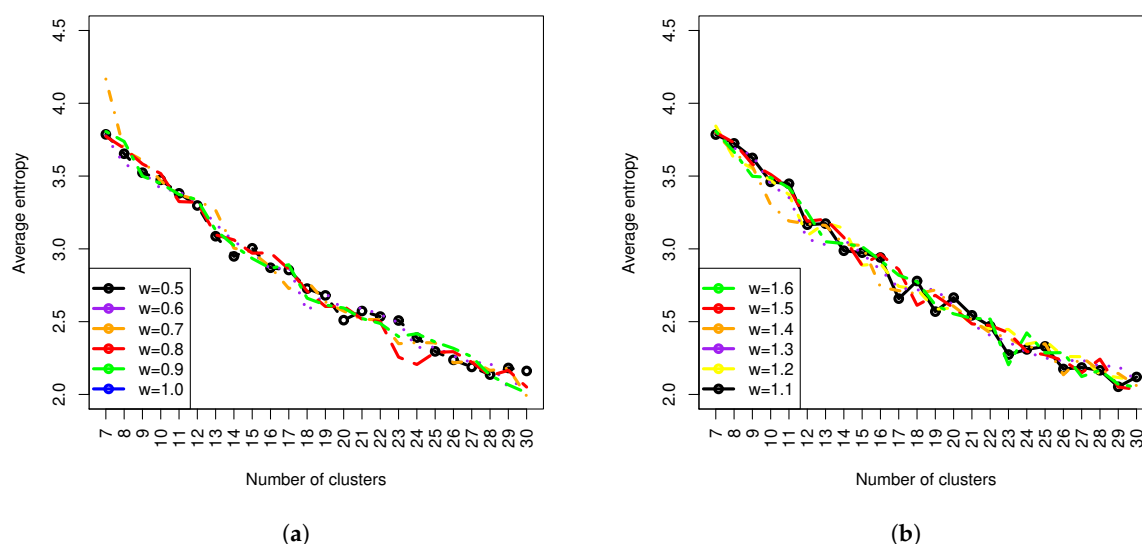 Average entropy
4.5
4.0
3.5
3.0
2.5
2.0
w=0.5
w=0.6
w=0.7
w=0.8
w=0.9
w=1.0
7 8 9 10 11 12 13 14 15 16 17 18 19 20 21 22 23 24 25 26 27 28 29 30
Number of clusters
(a)
Average entropy
4.5
4.0
3.5
3.0
2.5
2.0
w=1.6
w=1.5
w=1.4
w=1.3
w=1.2
w=1.1
7 8 9 10 11 12 13 14 15 16 17 18 19 20 21 22 23 24 25 26 27 28 29 30
Number of clusters
(b)